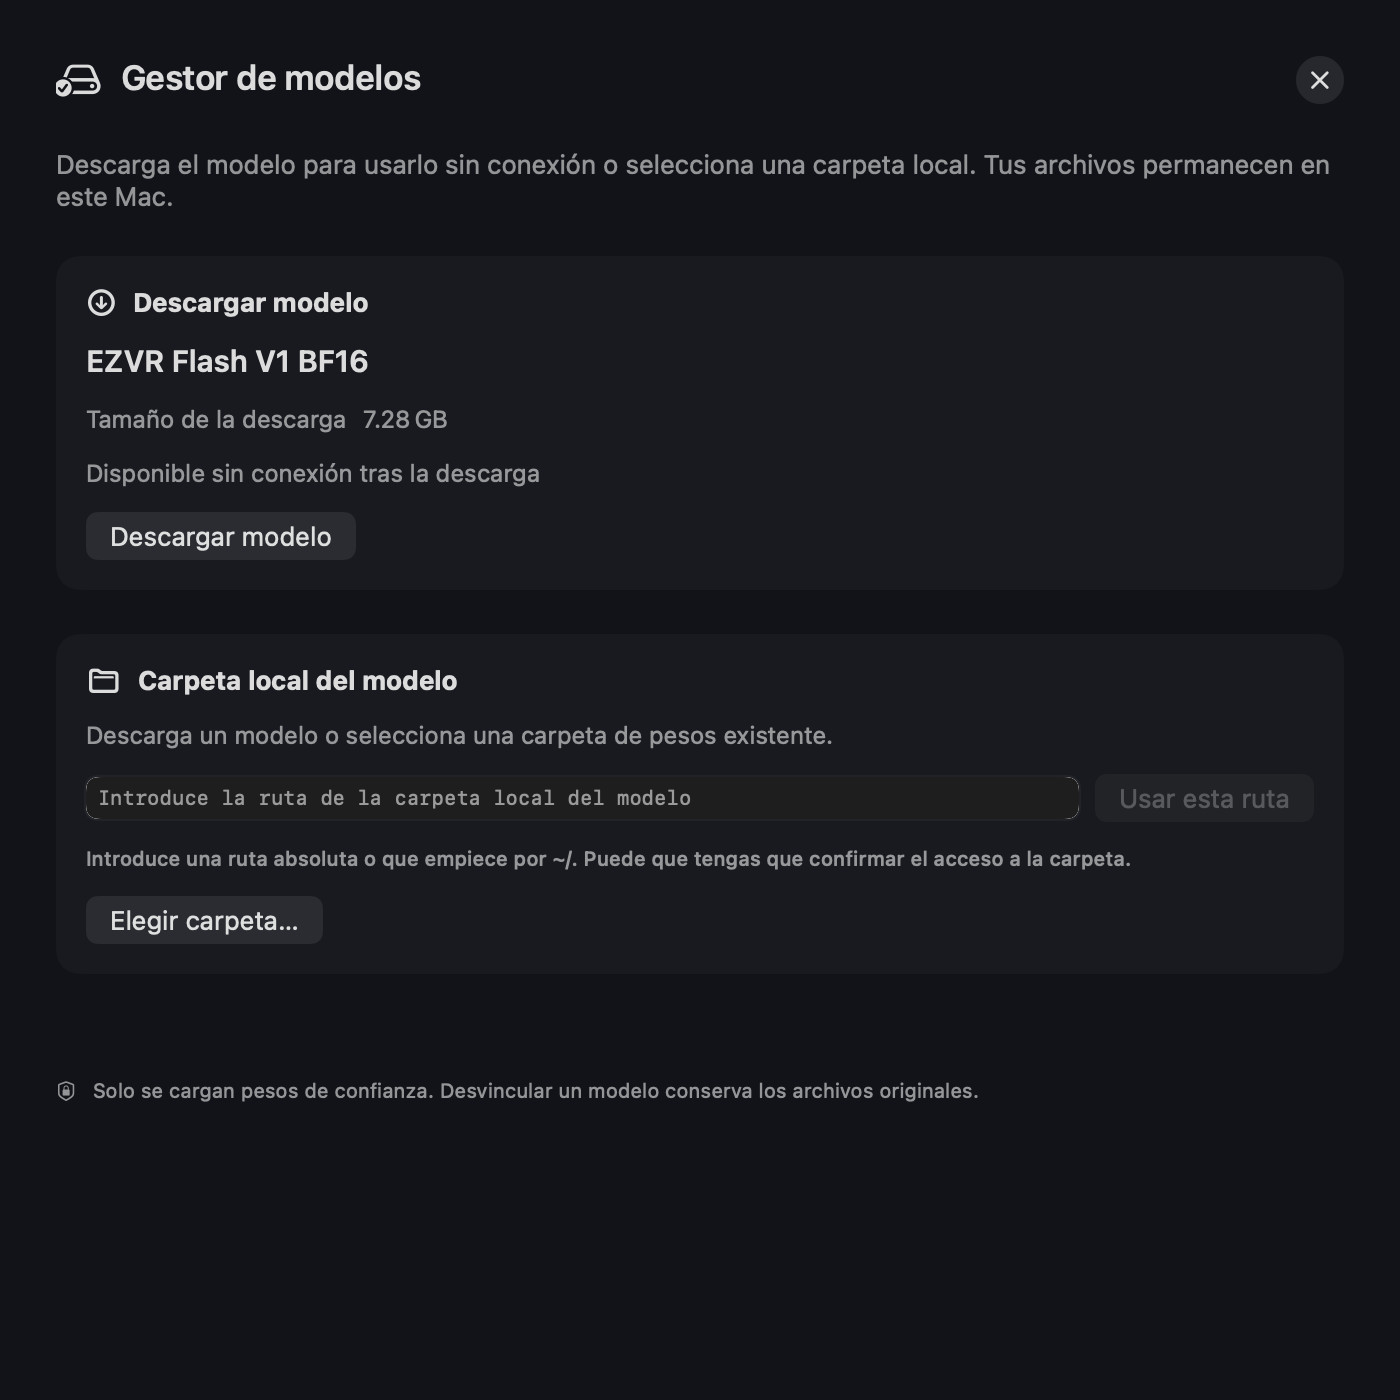 Gestor de modelos
Descarga el modelo para usarlo sin conexión o selecciona una carpeta local. Tus archivos permanecen en
este Mac.
Descargar modelo
EZVR Flash V1 BF16
Tamaño de la descarga 7.28 GB
Disponible sin conexión tras la descarga
Descargar modelo
Carpeta local del modelo
Descarga un modelo o selecciona una carpeta de pesos existente.
Introduce la ruta de la carpeta local del modelo
Usar esta ruta
Introduce una ruta absoluta o que empiece por ~/. Puede que tengas que confirmar el acceso a la carpeta.
Elegir carpeta...
Solo se cargan pesos de confianza. Desvincular un modelo conserva los archivos originales.